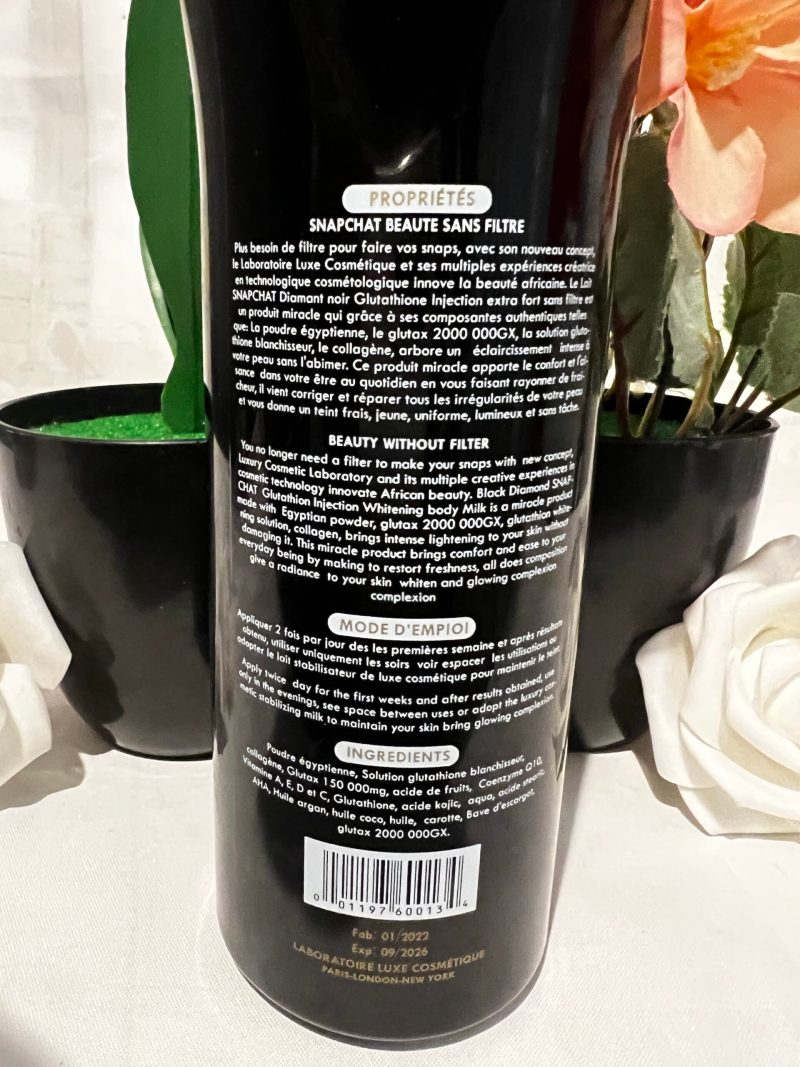 PROPRIÉTÉS
SNAPCHAT BEAUTE SANS FILTRE
Plus besoin de filtre pour faire vos snaps, avec son nouveau concept,
le Laboratoire Luxe Cosmétique et ses multiples expériences créatrice
en technologique cosmétologique innove la beauté africaine. Le Lait
SNAPCHAT Diamant noir Glutathione Injection extra fort sans filtre est
un produit miracle qui grâce à ses composantes authentiques telles
que: La poudre égyptienne, le glutax 2000 000GX, la solution gluta-
thione blanchisseur, le collagène, arbore un éclaircissement intense à
votre peau sans l'abimer. Ce produit miracle apporte le confort et l'ai-
sance dans votre être au quotidien en vous faisant rayonner de frai-
cheur, il vient corriger et réparer tous les irrégularités de votre peau
et vous donne un teint frais, jeune, uniforme, lumineux et sans tâche.
BEAUTY WITHOUT FILTER
You no longer need a filter to make your snaps with new concept,
Luxury Cosmetic Laboratory and its multiple creative experiences in
cosmetic technology innovate African beauty. Black Diamond SNAP-
CHAT Glutathion Injection Whitening body Milk is a miracle product
made with Egyptian powder, glutax 2000 000GX, glutathion white-
ning solution, collagen, brings intense lightening to your skin without
damaging it. This miracle product brings comfort and ease to your
everyday being by making to restort freshness, all does composition
give a radiance to your skin whiten and glowing complexion
complexion
MODE D'EMPLOI
Appliquer 2 fois par jour des les premières semaine et après résultats
obtenu, utiliser uniquement les soirs voir espacer les utilisations ou
adopter le lait stabilisateur de luxe cosmétique pour maintenir le teint.
Apply twice day for the first weeks and after results obtained, use
only in the evenings, see space between uses or adopt the luxury cos-
metic stabilizing milk to maintain your skin bring glowing complexion.
INGREDIENTS
Poudre égyptienne, Solution glutathione blanchisseur,
collagène, Glutax 150 000mg, acide de fruits, Coenzyme Q10,
Vitamine A, E, D et C, Glutathione, acide kojic, aqua, acide stearic,
AHA, Huile argan, huile coco, huile, carotte, Bave d'escargot,
glutax 2000 000GX.
0 01197 60013 4
Fab: 01/2022
Exp: 09/2026
LABORATOIRE LUXE COSMÉTIQUE
PARIS-LONDON-NEW YORK